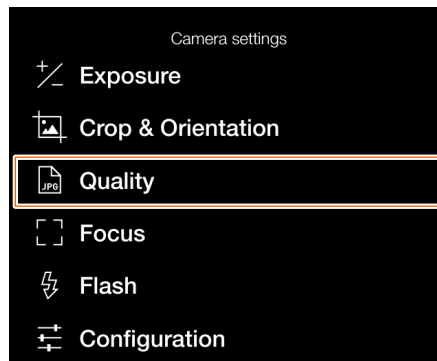 Camera settings
Exposure
Crop & Orientation
JPG Quality
Focus
Flash
Configuration